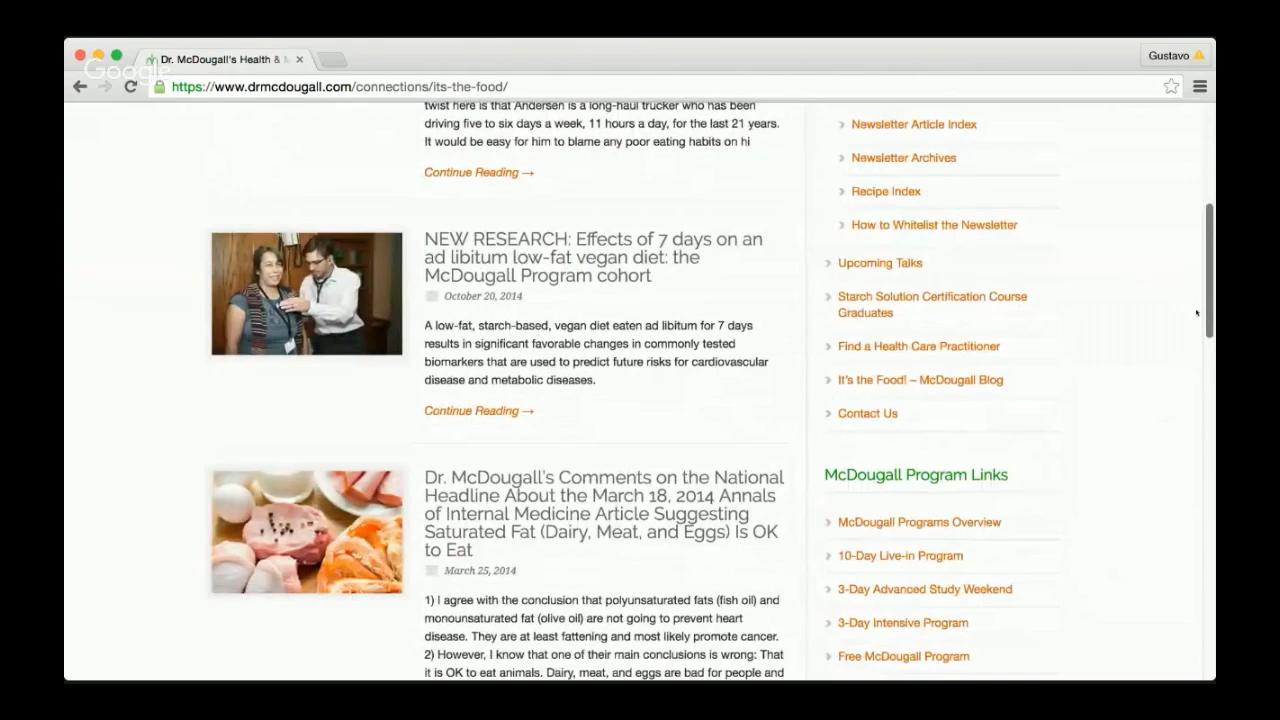 Dr. McDougall's Health & M
Gustavo
Google
https://www.drmcdougall.com/connections/its-the-food/
twist here is that Andersen is a long-haul trucker who has been
driving five to six days a week, 11 hours a day, for the last 21 years.
It would be easy for him to blame any poor eating habits on hi
Continue Reading →
NEW RESEARCH: Effects of 7 days on an
ad libitum low-fat vegan diet: the
McDougall Program cohort
October 20, 2014
A low-fat, starch-based, vegan diet eaten ad libitum for 7 days
results in significant favorable changes in commonly tested
biomarkers that are used to predict future risks for cardiovascular
disease and metabolic diseases.
Continue Reading →
Dr. McDougall's Comments on the National
Headline About the March 18, 2014 Annals
of Internal Medicine Article Suggesting
Saturated Fat (Dairy, Meat, and Eggs) Is OK
to Eat
March 25, 2014
1) I agree with the conclusion that polyunsaturated fats (fish oil) and
monounsaturated fat (olive oil) are not going to prevent heart
disease. They are at least fattening and most likely promote cancer.
2) However, I know that one of their main conclusions is wrong: That
it is OK to eat animals. Dairy, meat, and eggs are bad for people and
Newsletter Article Index
Newsletter Archives
Recipe Index
How to Whitelist the Newsletter
Upcoming Talks
Starch Solution Certification Course
Graduates
Find a Health Care Practitioner
It's the Food! – McDougall Blog
Contact Us
McDougall Program Links
McDougall Programs Overview
10-Day Live-in Program
3-Day Advanced Study Weekend
3-Day Intensive Program
Free McDougall Program